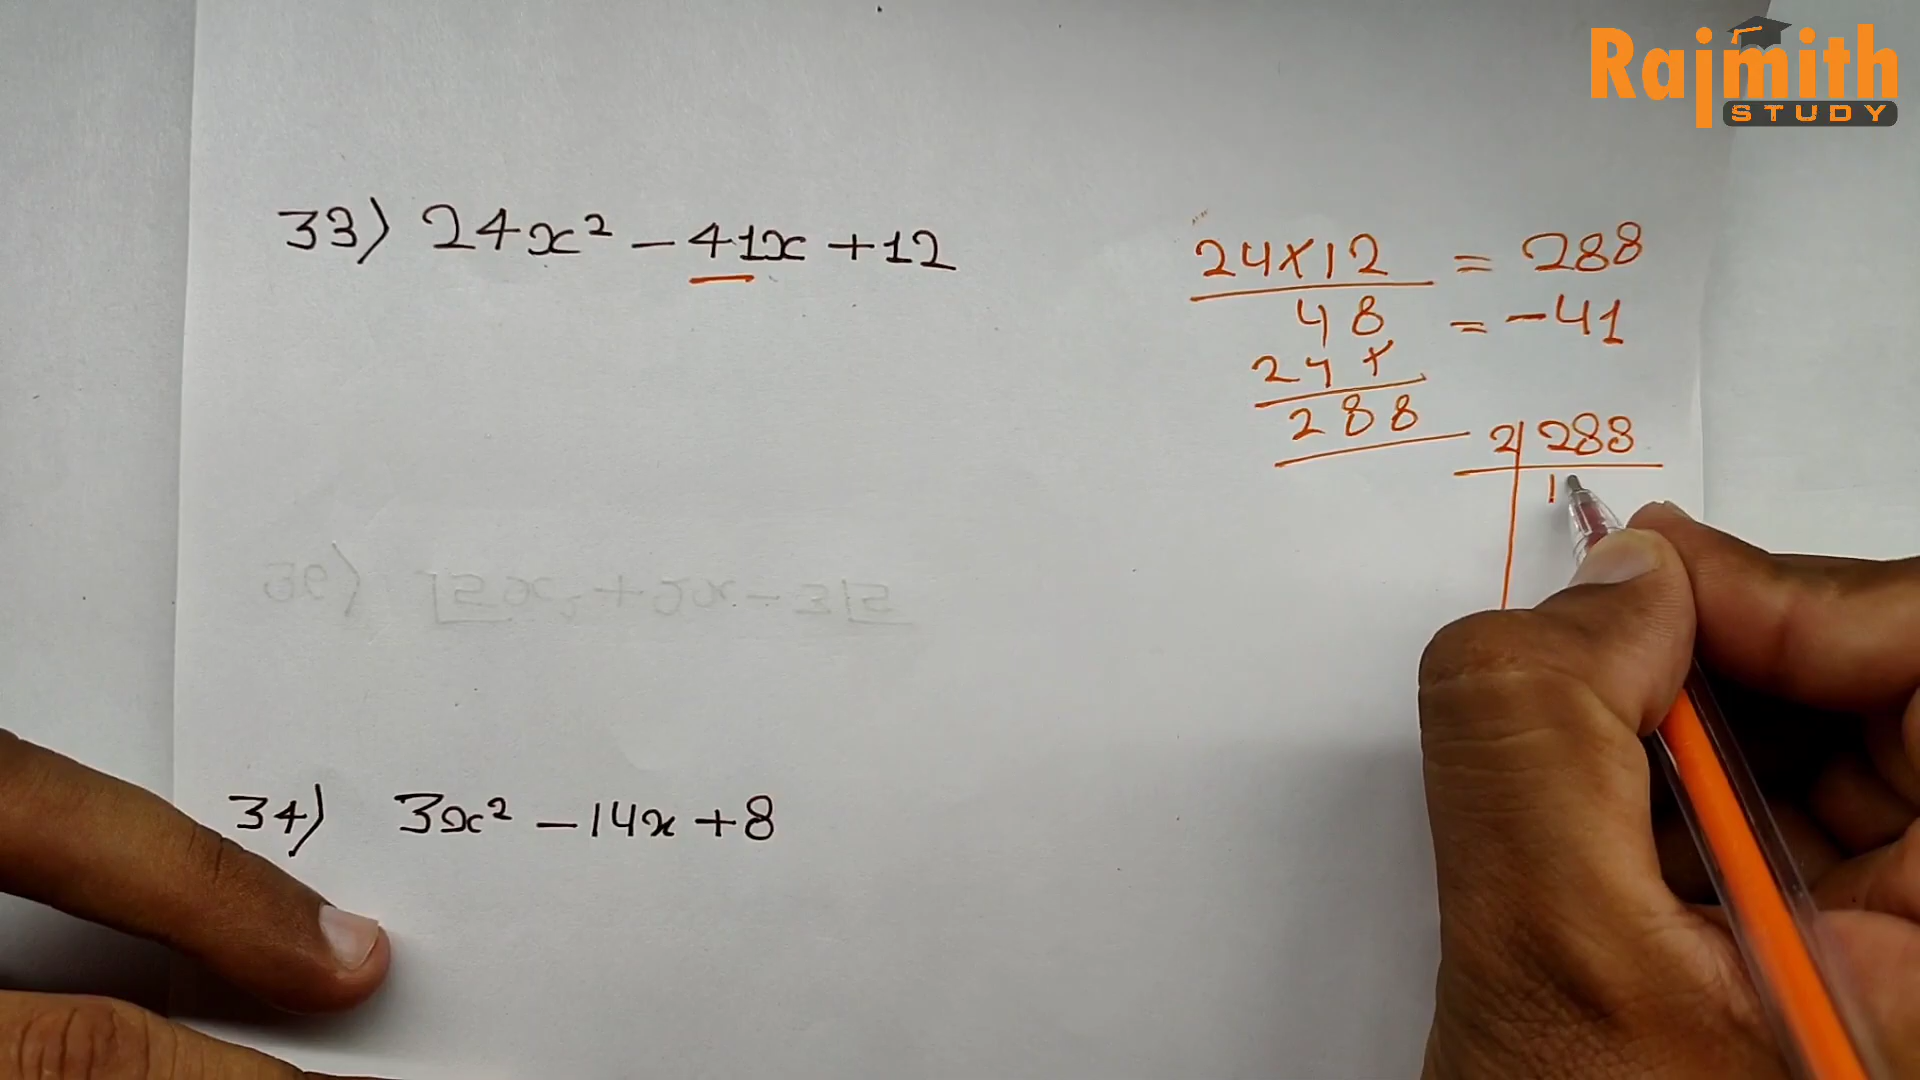 Rajmith
STUDY
33) 24x² - 41x + 12
24 x 12 = 288
48 = - 41
24 x
288
2 | 288
1
34) 3x² - 14x + 8